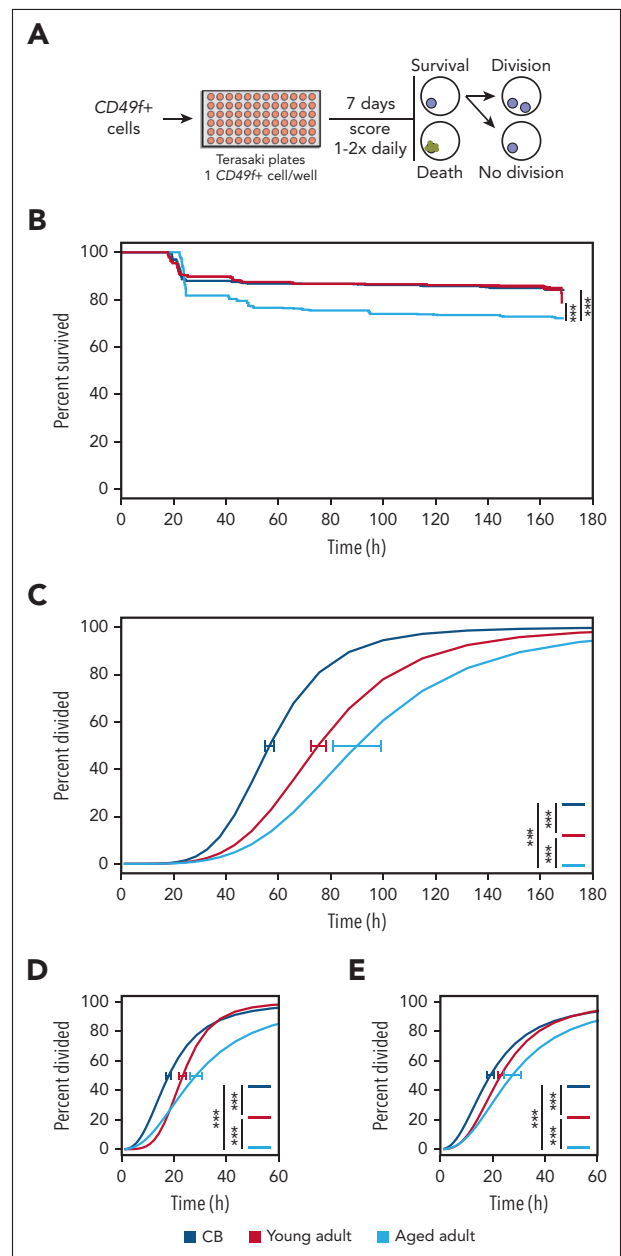 A
CD49f+
cells
Terasaki plates
1 CD49f+ cell/well
7 days
score
1-2x daily
Survival
Division
Death
No division
B
Percent survived
100
80
60
40
20
0
0 20 40 60 80 100 120 140 160 180
Time (h)
***
***
C
Percent divided
100
80
60
40
20
0
0 20 40 60 80 100 120 140 160 180
Time (h)
***
***
***
D
Percent divided
100
80
60
40
20
0
0 20 40 60
Time (h)
***
***
***
E
Percent divided
100
80
60
40
20
0
0 20 40 60
Time (h)
***
***
***
CB Young adult Aged adult